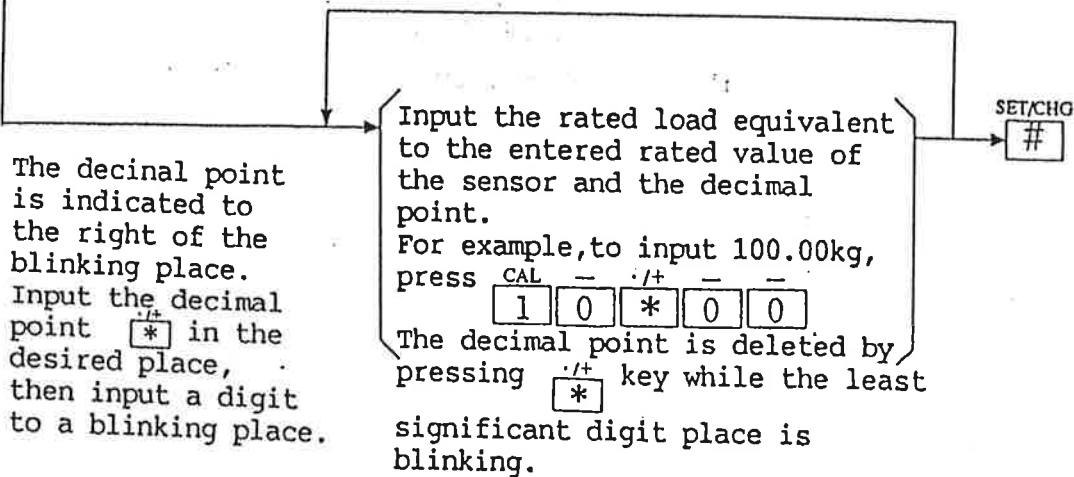 SET/CHG
#
The decinal point
is indicated to
the right of the
blinking place.
Input the decimal
·/+
point * in the
desired place,
then input a digit
to a blinking place.
Input the rated load equivalent
to the entered rated value of
the sensor and the decimal
point.
For example,to input 100.00kg,
CAL — ·/+ — —
press 1 0 * 0 0
The decimal point is deleted by
·/+
pressing * key while the least
significant digit place is
blinking.